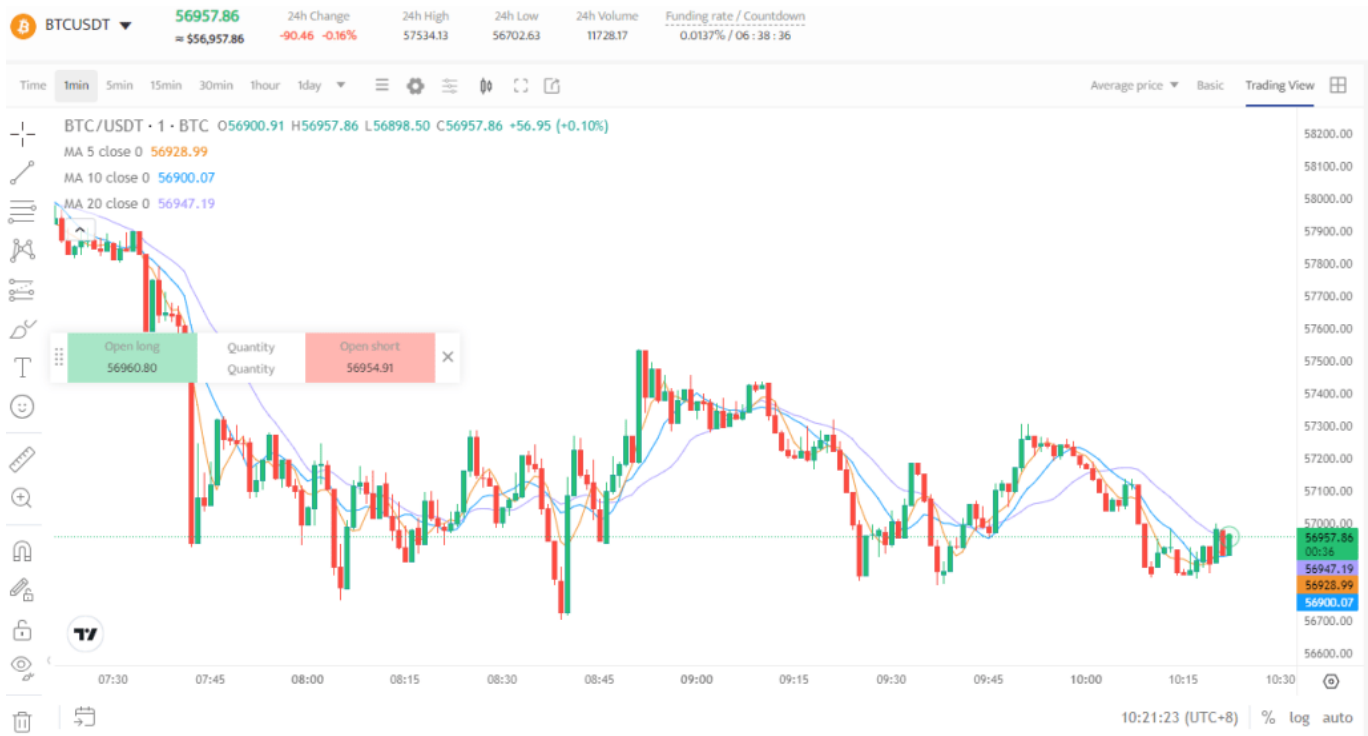 BTCUSDT
56957.86
≈ $56,957.86
24h Change
-90.46 -0.16%
24h High
57534.13
24h Low
56702.63
24h Volume
11728.17
Funding rate / Countdown
0.0137% / 06 : 38 : 36
Time 1min 5min 15min 30min 1hour 1day
Average price Basic Trading View
BTC/USDT · 1 · BTC O56900.91 H56957.86 L56898.50 C56957.86 +56.95 (+0.10%)
MA 5 close 0 56928.99
MA 10 close 0 56900.07
MA 20 close 0 56947.19
Open long
56960.80
Quantity
Quantity
Open short
56954.91
58200.00
58100.00
58000.00
57900.00
57800.00
57700.00
57600.00
57500.00
57400.00
57300.00
57200.00
57100.00
57000.00
56957.86
00:36
56947.19
56928.99
56900.07
56700.00
56600.00
07:30 07:45 08:00 08:15 08:30 08:45 09:00 09:15 09:30 09:45 10:00 10:15 10:30
10:21:23 (UTC+8) % log auto